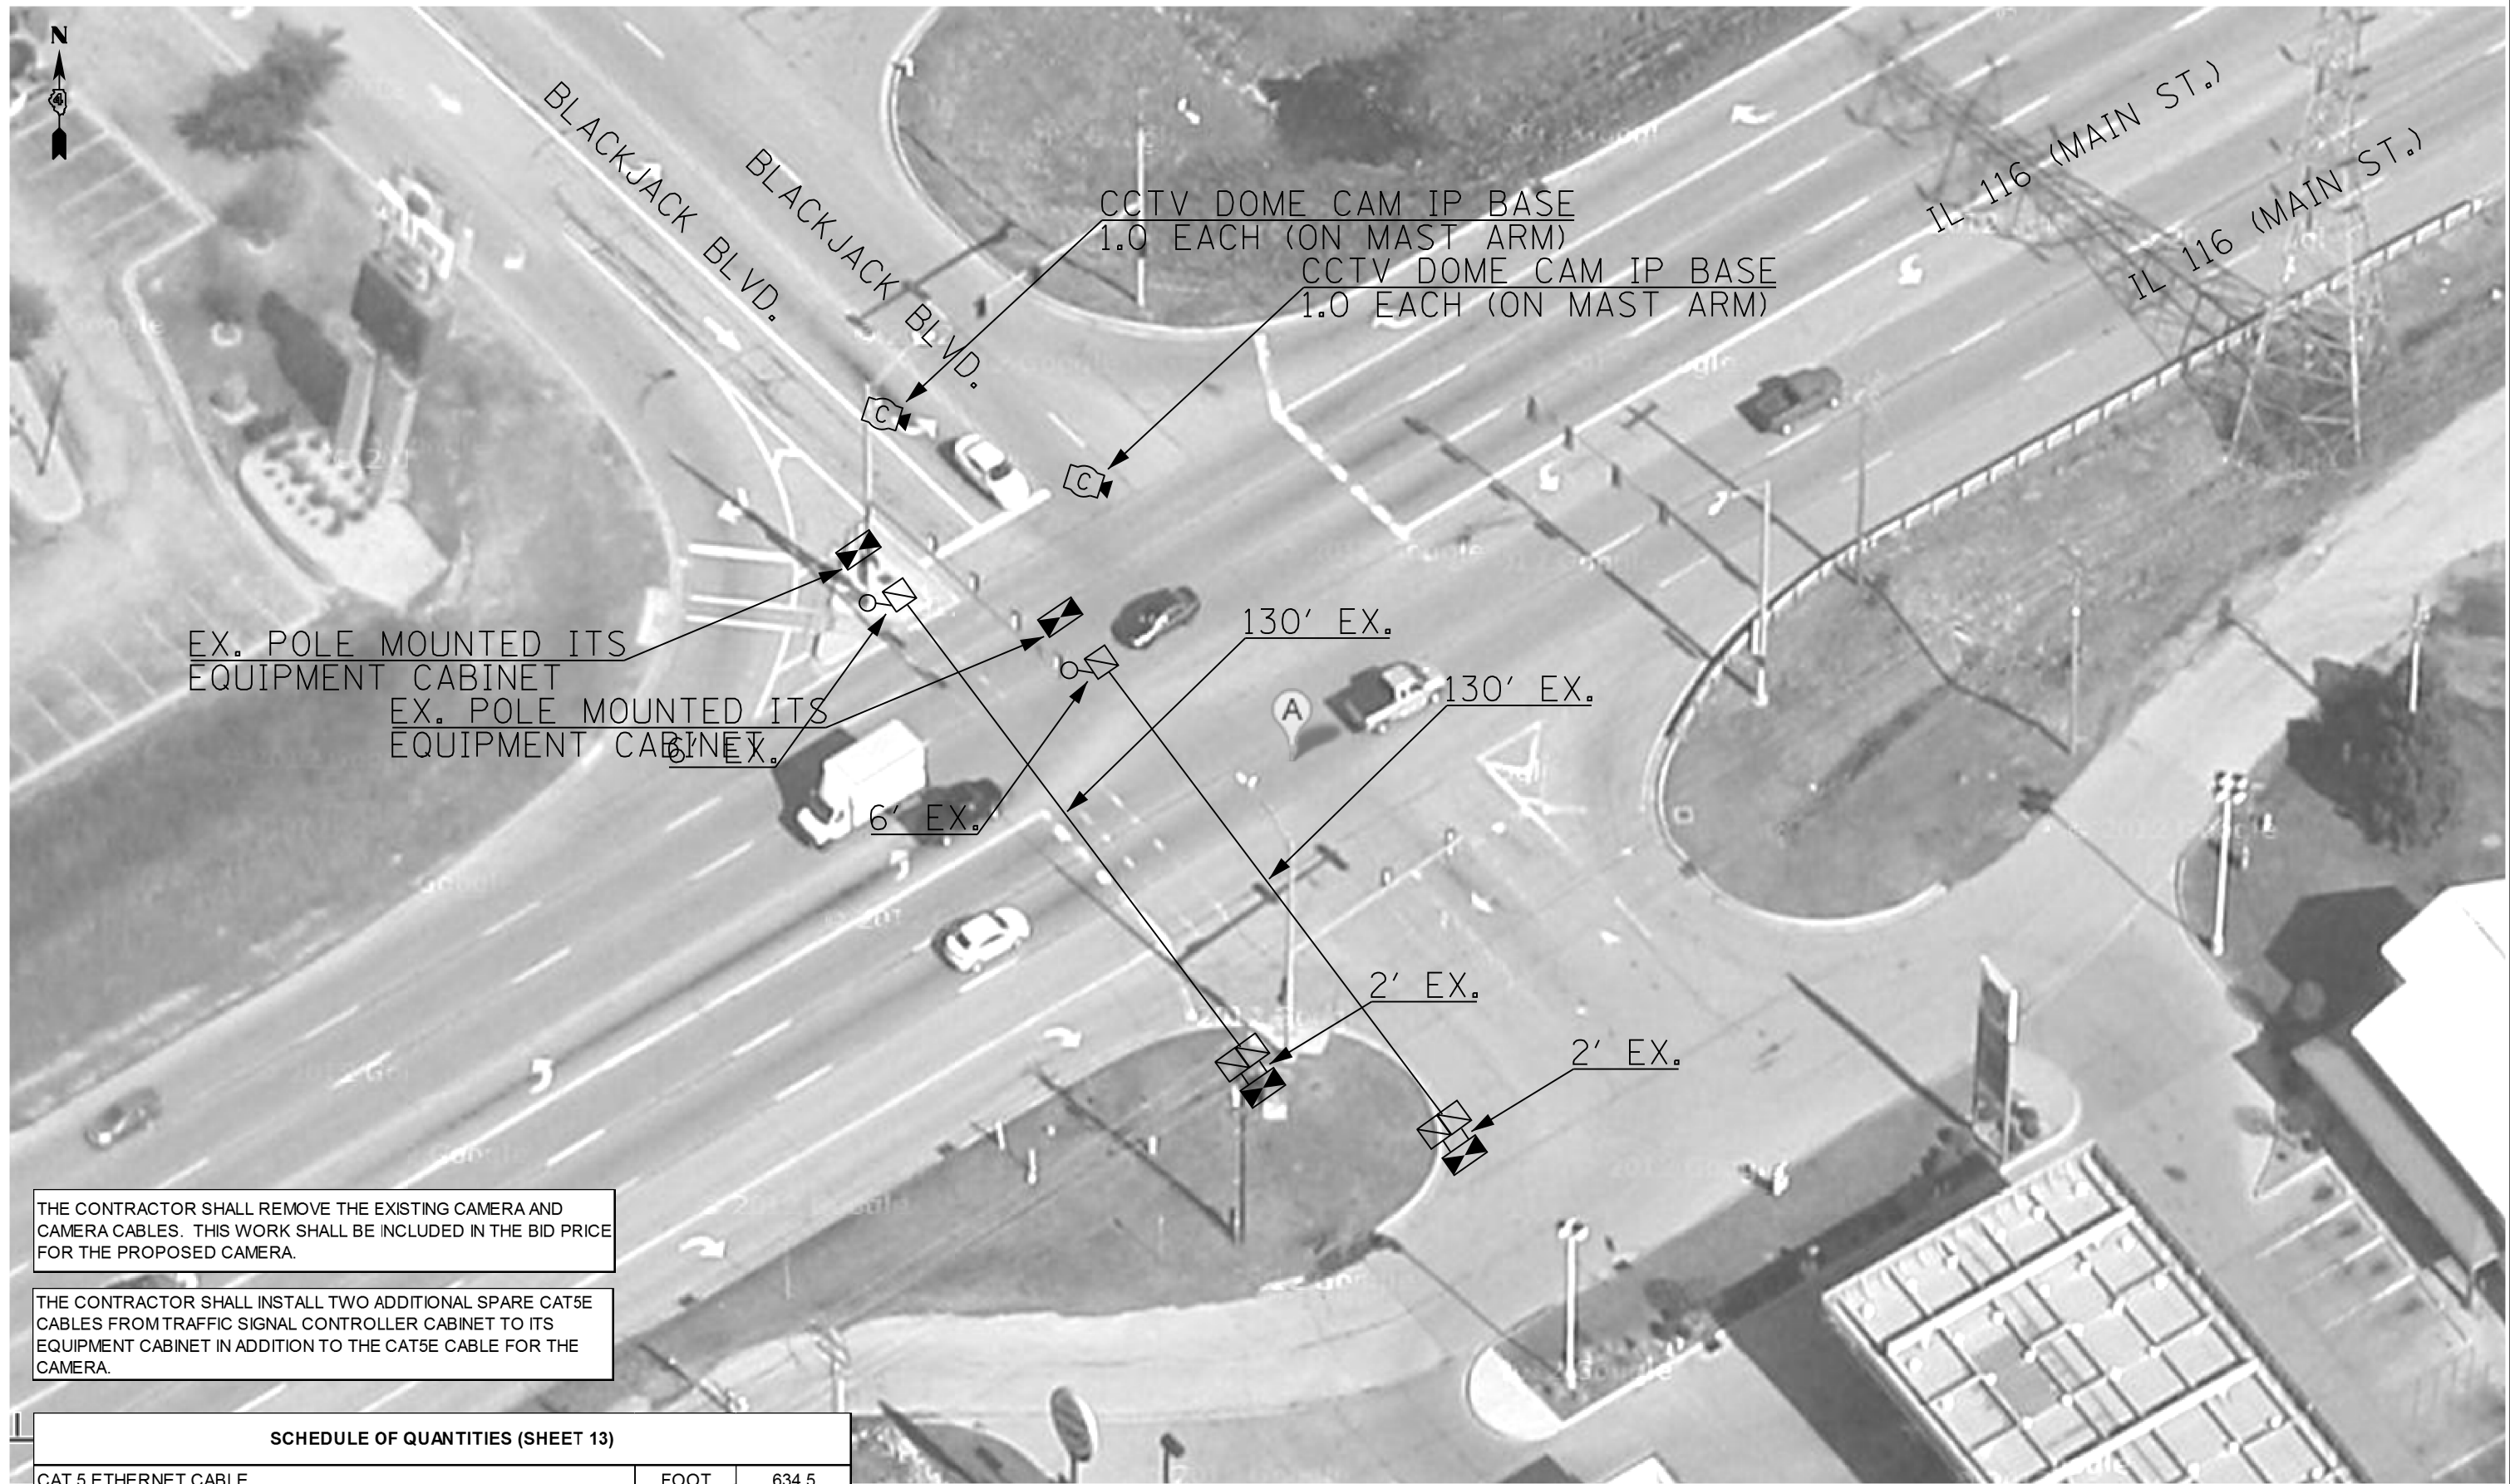 N
4
BLACKJACK BLVD.
BLACKJACK BLVD.
IL 116 (MAIN ST.)
IL 116 (MAIN ST.)
CCTV DOME CAM IP BASE
1.0 EACH (ON MAST ARM)
CCTV DOME CAM IP BASE
1.0 EACH (ON MAST ARM)
C
C
EX. POLE MOUNTED ITS
EQUIPMENT CABINET
EX. POLE MOUNTED ITS
EQUIPMENT CABINET
6' EX.
6' EX.
130' EX.
130' EX.
A
2' EX.
2' EX.
THE CONTRACTOR SHALL REMOVE THE EXISTING CAMERA AND
CAMERA CABLES. THIS WORK SHALL BE INCLUDED IN THE BID PRICE
FOR THE PROPOSED CAMERA.
THE CONTRACTOR SHALL INSTALL TWO ADDITIONAL SPARE CAT5E
CABLES FROM TRAFFIC SIGNAL CONTROLLER CABINET TO ITS
EQUIPMENT CABINET IN ADDITION TO THE CAT5E CABLE FOR THE
CAMERA.
SCHEDULE OF QUANTITIES (SHEET 13)
CAT 5 ETHERNET CABLE FOOT 634.5